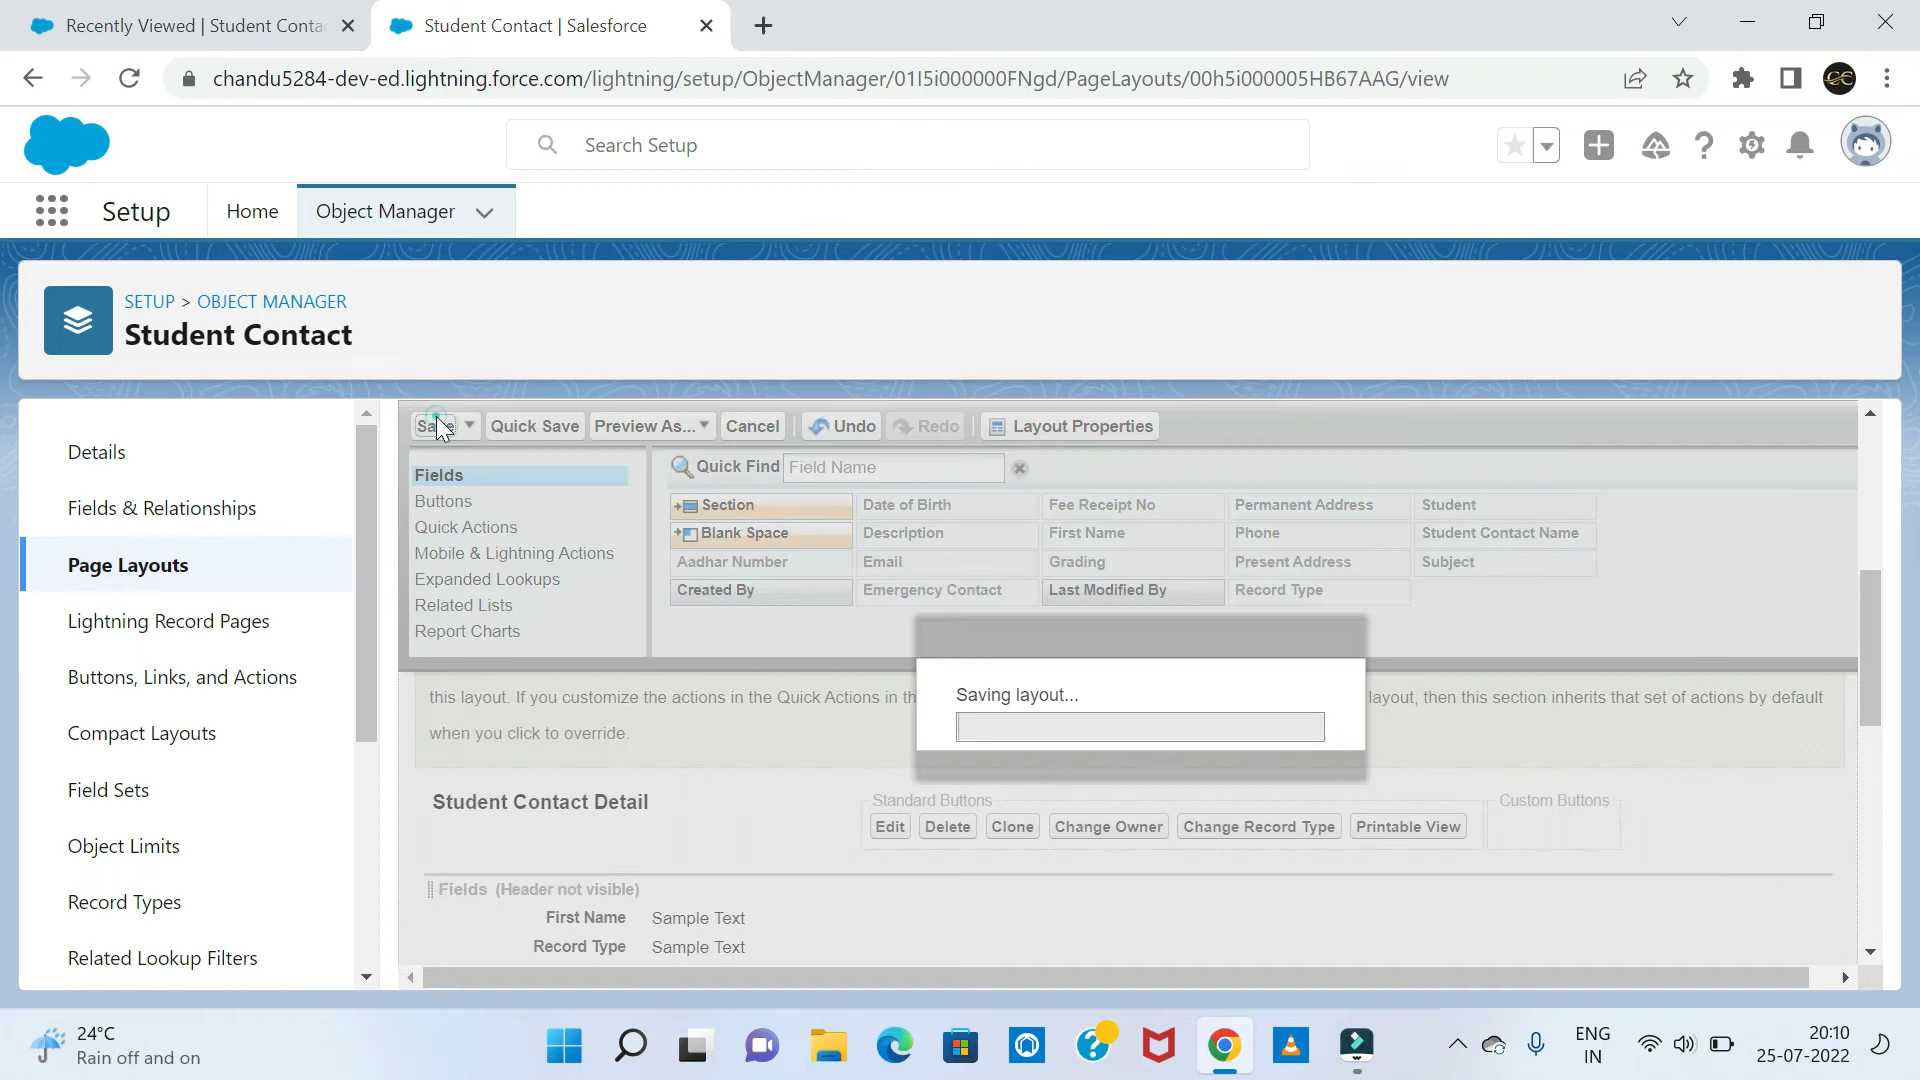 Recently Viewed | Student Conta
Student Contact | Salesforce
chandu5284-dev-ed.lightning.force.com/lightning/setup/ObjectManager/01I5i000000FNgd/PageLayouts/00h5i000005HB67AAG/view
Search Setup
Setup
Home
Object Manager
SETUP > OBJECT MANAGER
Student Contact
Details
Fields & Relationships
Page Layouts
Lightning Record Pages
Buttons, Links, and Actions
Compact Layouts
Field Sets
Object Limits
Record Types
Related Lookup Filters
Save Quick Save Preview As... Cancel Undo Redo Layout Properties
Fields
Buttons
Quick Actions
Mobile & Lightning Actions
Expanded Lookups
Related Lists
Report Charts
Quick Find Field Name
Section Date of Birth Fee Receipt No Permanent Address Student
Blank Space Description First Name Phone Student Contact Name
Aadhar Number Email Grading Present Address Subject
Created By Emergency Contact Last Modified By Record Type
this layout. If you customize the actions in the Quick Actions in th layout, then this section inherits that set of actions by default
when you click to override.
Saving layout...
Student Contact Detail
Standard Buttons
Edit Delete Clone Change Owner Change Record Type Printable View
Custom Buttons
Fields (Header not visible)
First Name Sample Text
Record Type Sample Text
24°C
Rain off and on
ENG
IN
20:10
25-07-2022